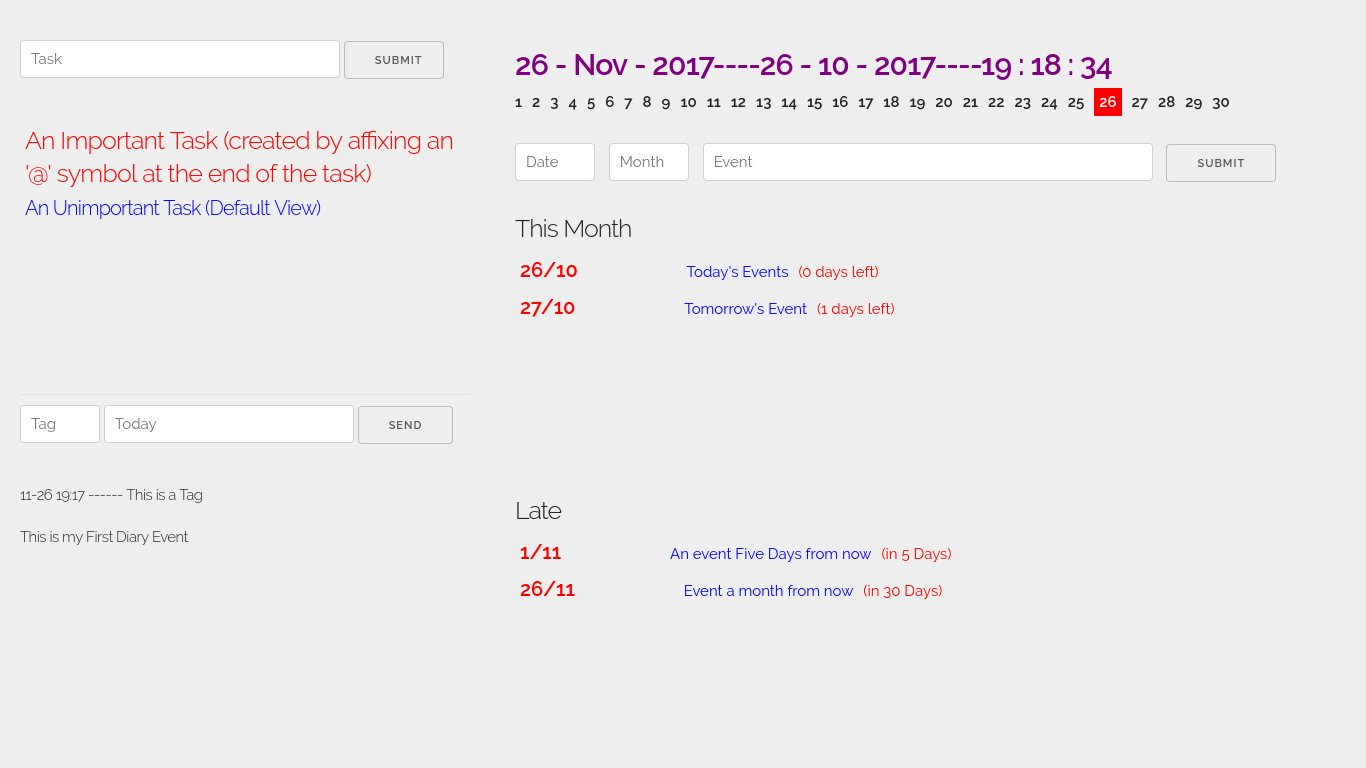 Task SUBMIT
An Important Task (created by affixing an
'@' symbol at the end of the task)
An Unimportant Task (Default View)
Tag Today SEND
11-26 19:17 ------ This is a Tag
This is my First Diary Event
26 - Nov - 2017----26 - 10 - 2017----19 : 18 : 34
1 2 3 4 5 6 7 8 9 10 11 12 13 14 15 16 17 18 19 20 21 22 23 24 25 26 27 28 29 30
Date Month Event SUBMIT
This Month
26/10 Today's Events (0 days left)
27/10 Tomorrow's Event (1 days left)
Late
1/11 An event Five Days from now (in 5 Days)
26/11 Event a month from now (in 30 Days)